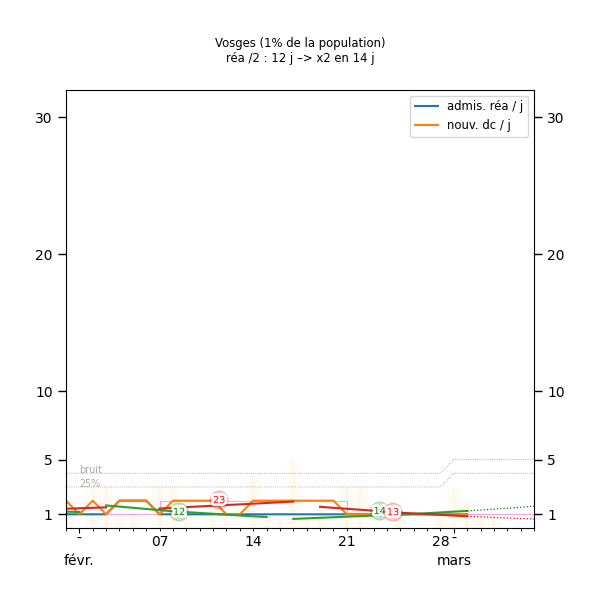 Vosges (1% de la population)
réa /2 : 12 j –> x2 en 14 j
admis. réa / j
nouv. dc / j
30 30
20 20
10 10
5 5
bruit
25%
23
12 14 13
1 1
- 07 14 21 28 -
févr. mars